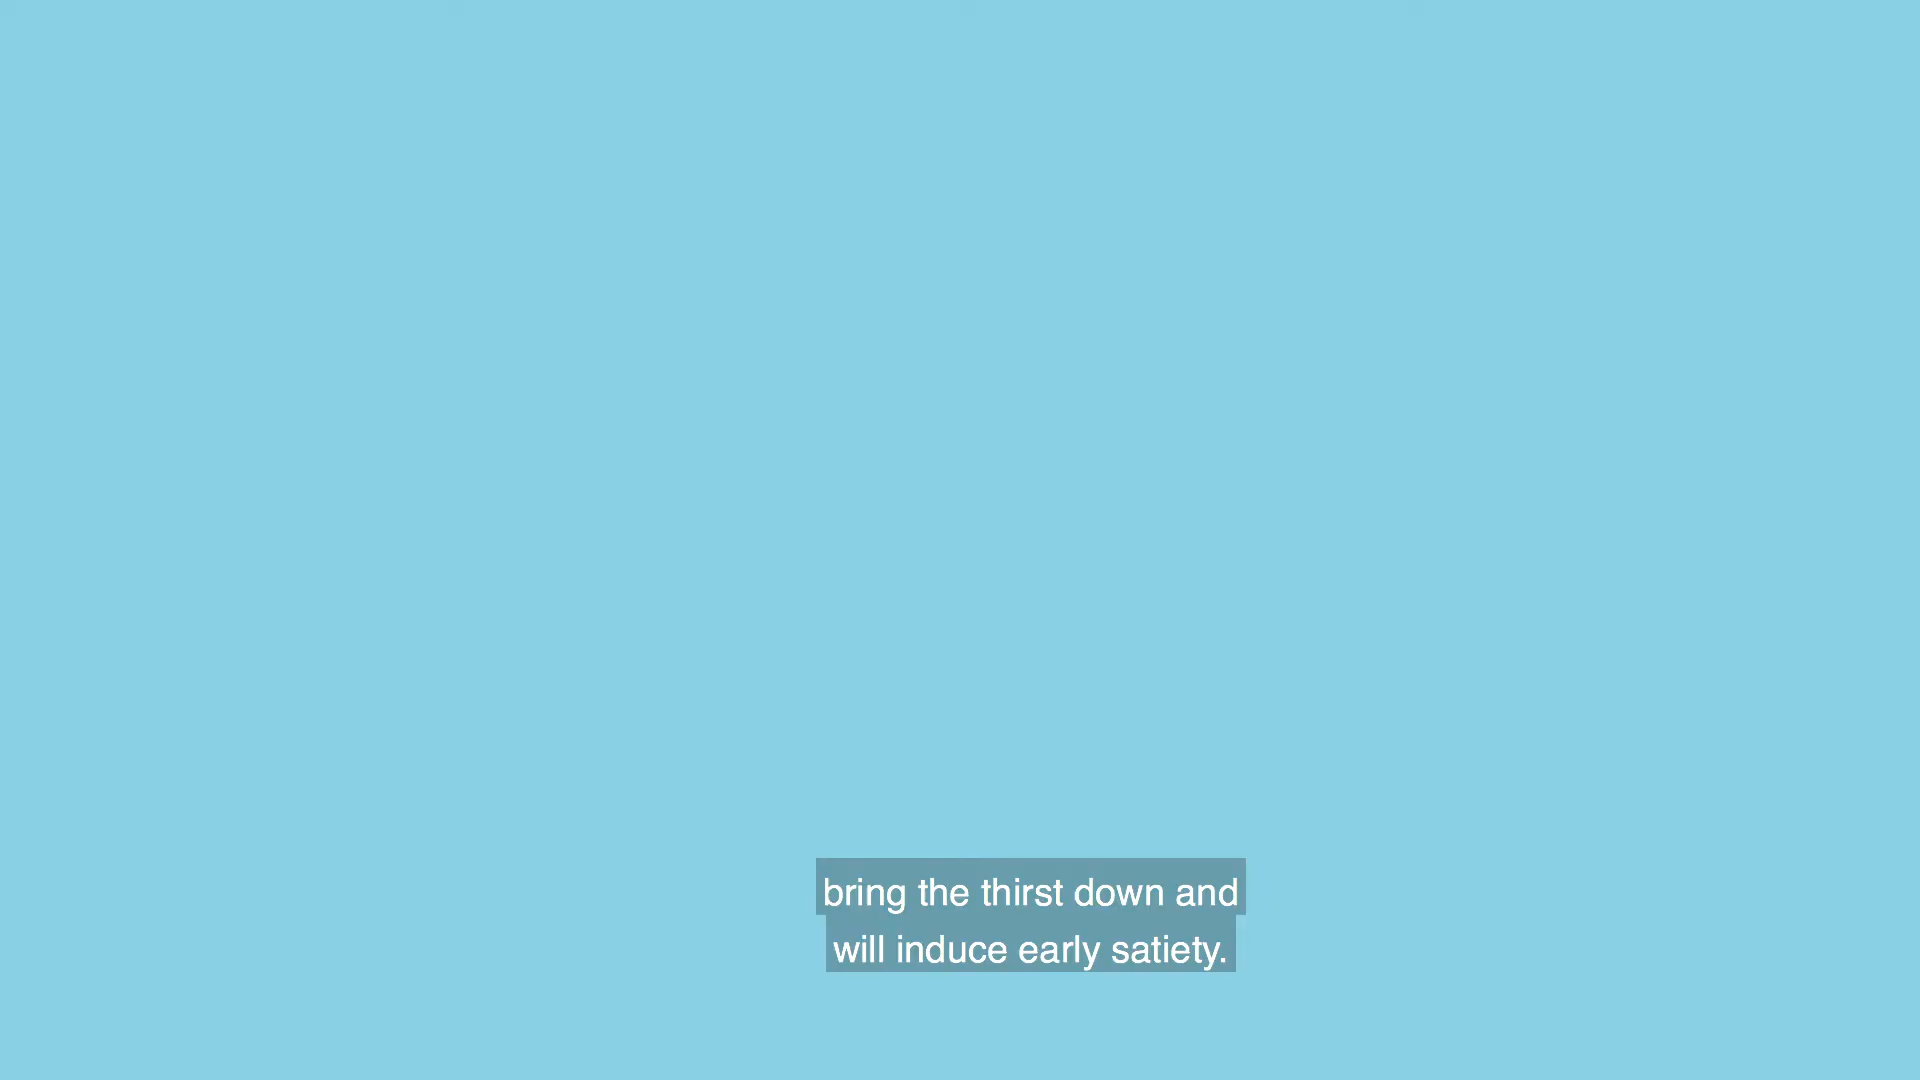 bring the thirst down and
will induce early satiety.